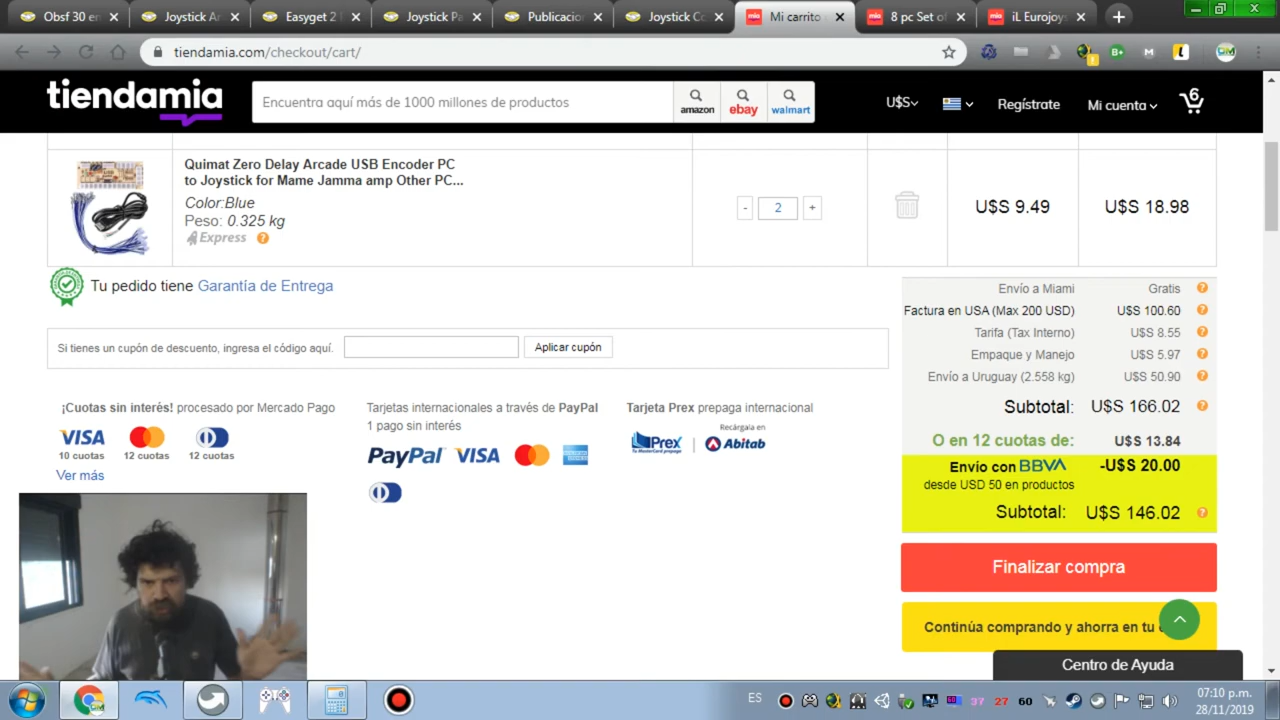 Obsf 30 en
Joystick Ar
Easyget 2 I
Joystick Pa
Publicacio
Joystick Co
Mi carrito
8 pc Set of
iL Eurojoys
tiendamia.com/checkout/cart/
tiendamia
Encuentra aquí más de 1000 millones de productos
amazon
ebay
walmart
U$S
Regístrate
Mi cuenta
6
Quimat Zero Delay Arcade USB Encoder PC
to Joystick for Mame Jamma amp Other PC...
Color:Blue
Peso: 0.325 kg
Express ?
- 2 +
U$S 9.49
U$S 18.98
Tu pedido tiene Garantía de Entrega
Si tienes un cupón de descuento, ingresa el código aquí.
Aplicar cupón
Envío a Miami Gratis ?
Factura en USA (Max 200 USD) U$S 100.60 ?
Tarifa (Tax Interno) U$S 8.55 ?
Empaque y Manejo U$S 5.97 ?
Envío a Uruguay (2.558 kg) U$S 50.90 ?
Subtotal: U$S 166.02 ?
O en 12 cuotas de: U$S 13.84
Envío con BBVA -U$S 20.00
desde USD 50 en productos
Subtotal: U$S 146.02 ?
¡Cuotas sin interés! procesado por Mercado Pago
VISA
10 cuotas
12 cuotas
12 cuotas
Ver más
Tarjetas internacionales a través de PayPal
1 pago sin interés
PayPal VISA
Tarjeta Prex prepaga internacional
Recárgala en
Prex
Abitab
Finalizar compra
Continúa comprando y ahorra en tu
Centro de Ayuda
ES
37
27
60
07:10 p.m.
28/11/2019